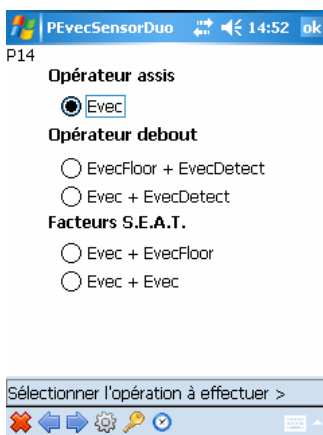 PEvecSensorDuo 14:52 ok
P14
Opérateur assis
Evec
Opérateur debout
EvecFloor + EvecDetect
Evec + EvecDetect
Facteurs S.E.A.T.
Evec + EvecFloor
Evec + Evec
Sélectionner l'opération à effectuer >